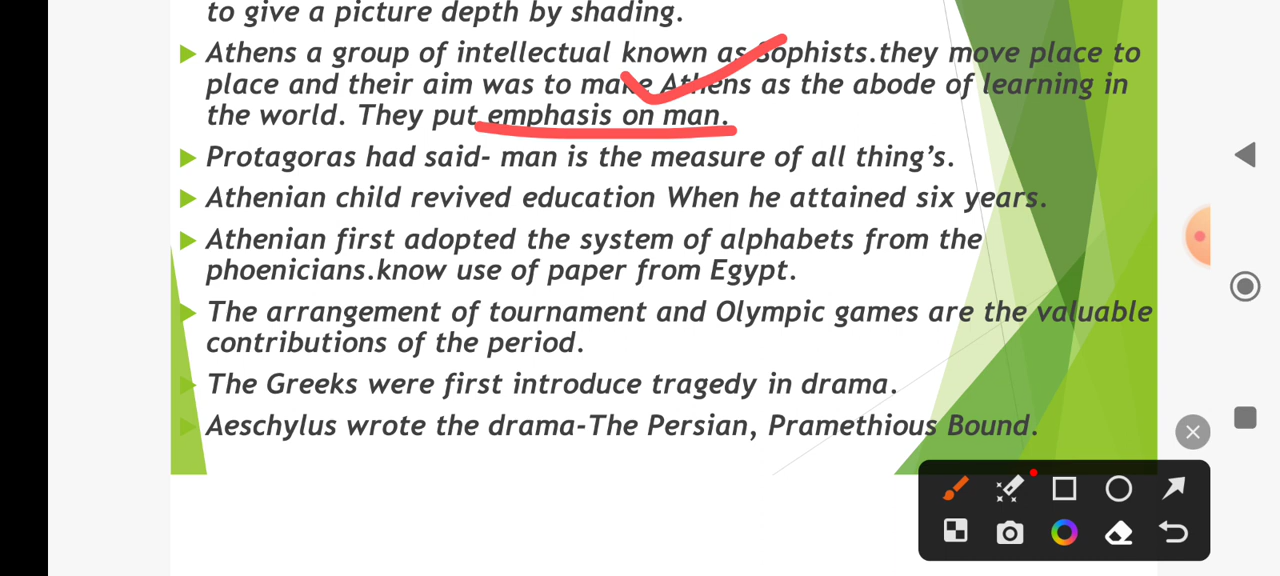 to give a picture depth by shading.
Athens a group of intellectual known as Sophists.they move place to
place and their aim was to make Athens as the abode of learning in
the world. They put emphasis on man.
Protagoras had said- man is the measure of all thing’s.
Athenian child revived education When he attained six years.
Athenian first adopted the system of alphabets from the
phoenicians.know use of paper from Egypt.
The arrangement of tournament and Olympic games are the valuable
contributions of the period.
The Greeks were first introduce tragedy in drama.
Aeschylus wrote the drama-The Persian, Pramethious Bound.